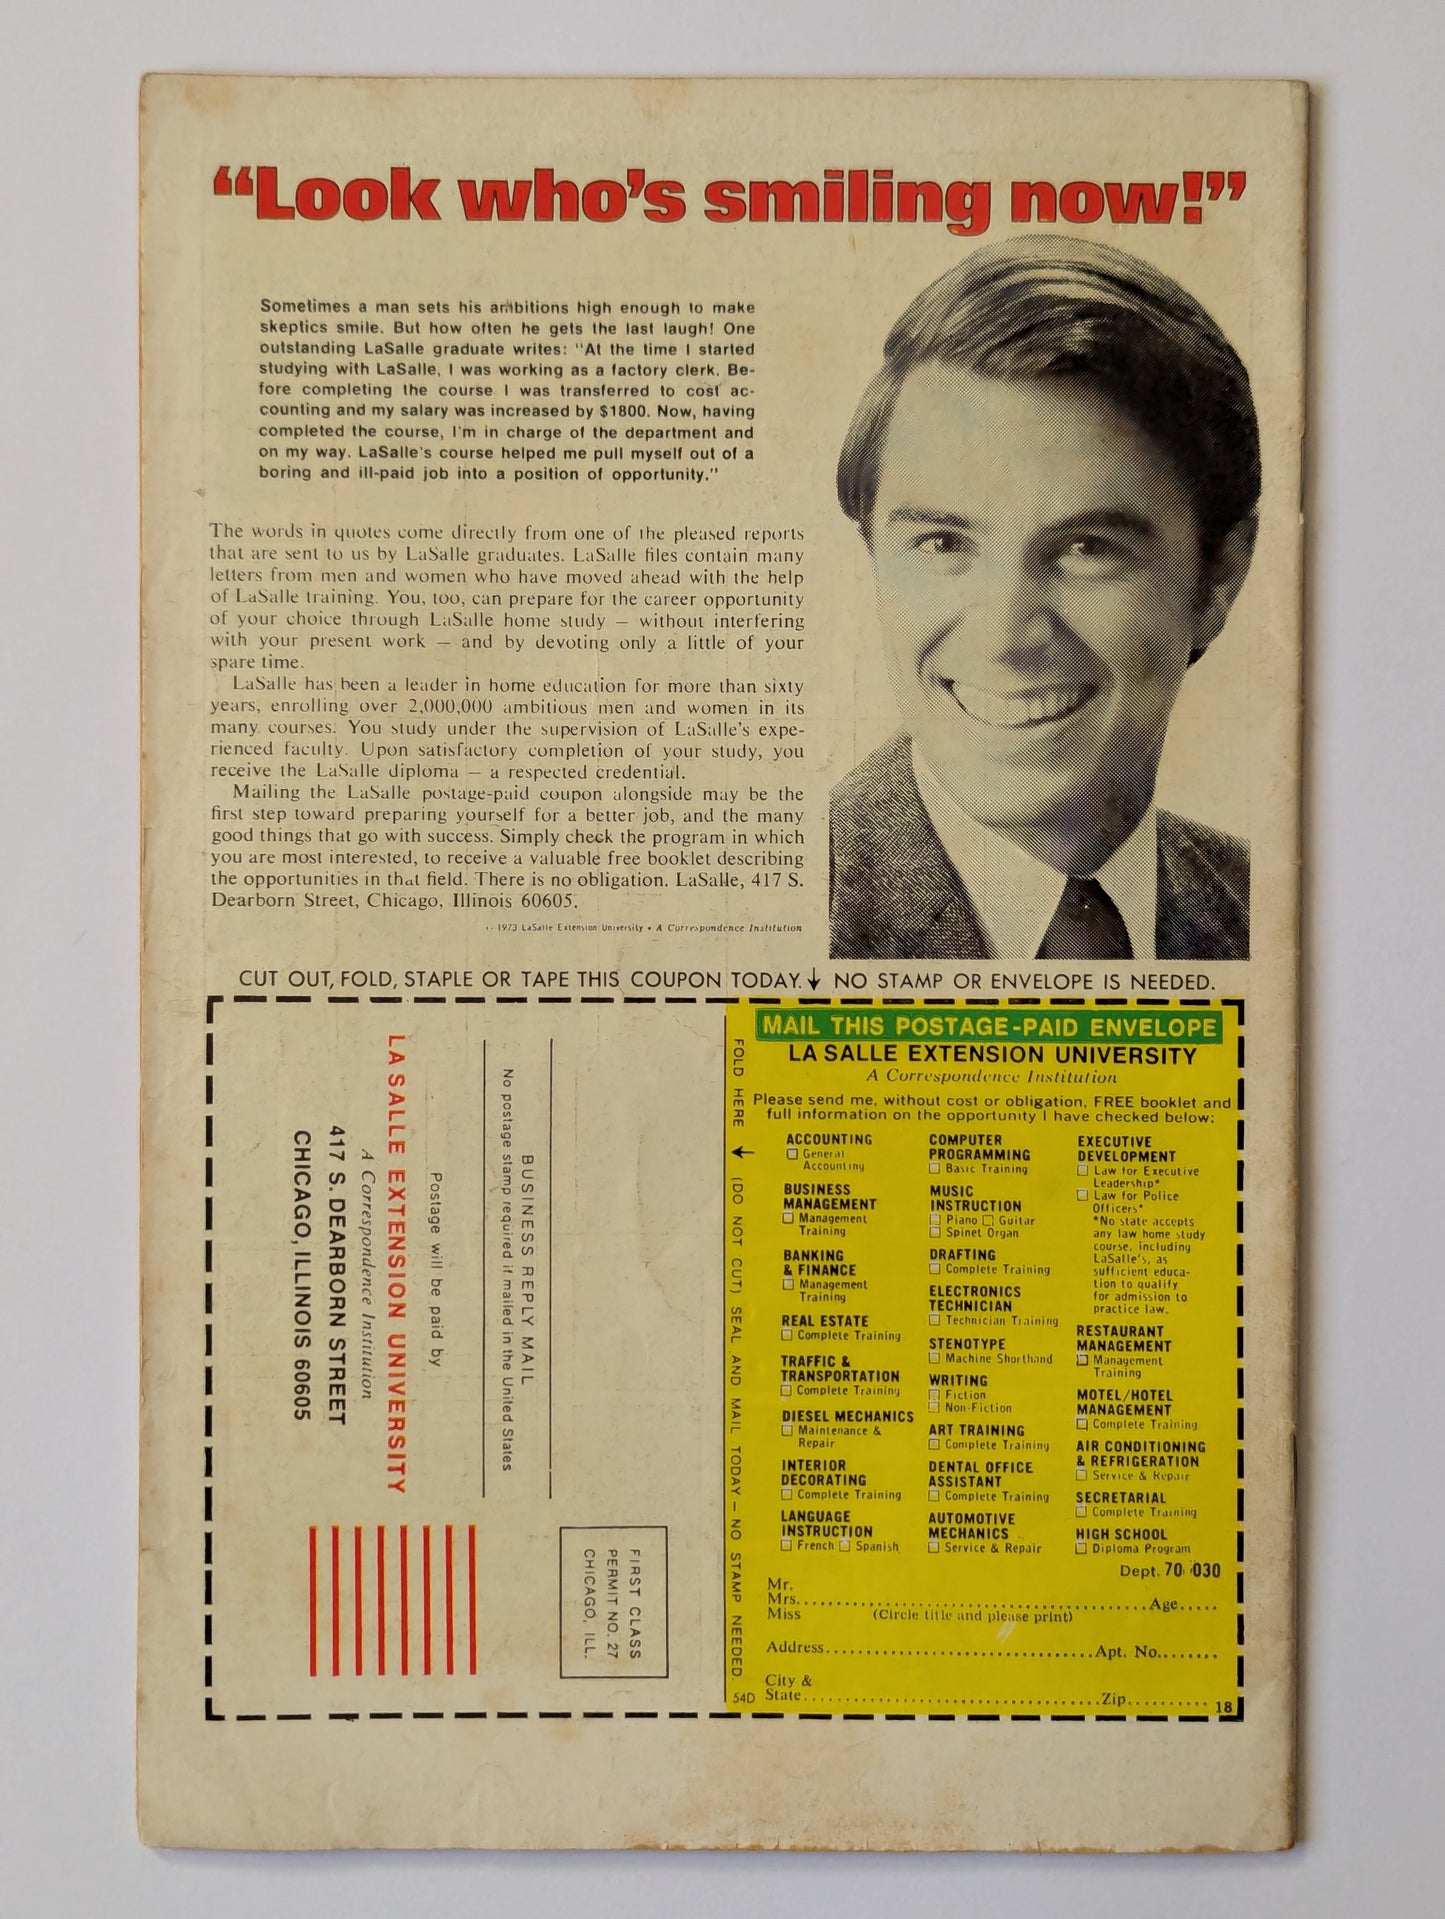 “Look who’s smiling now!”
Sometimes a man sets his ambitions high enough to make
skeptics smile. But how often he gets the last laugh! One
outstanding LaSalle graduate writes: "At the time I started
studying with LaSalle, I was working as a factory clerk. Be-
fore completing the course I was transferred to cost ac-
counting and my salary was increased by $1800. Now, having
completed the course, I'm in charge of the department and
on my way. LaSalle's course helped me pull myself out of a
boring and ill-paid job into a position of opportunity."
The words in quotes come directly from one of the pleased reports
that are sent to us by LaSalle graduates. LaSalle files contain many
letters from men and women who have moved ahead with the help
of LaSalle training. You, too, can prepare for the career opportunity
of your choice through LaSalle home study — without interfering
with your present work — and by devoting only a little of your
spare time.
LaSalle has been a leader in home education for more than sixty
years, enrolling over 2,000,000 ambitious men and women in its
many courses. You study under the supervision of LaSalle's expe-
rienced faculty. Upon satisfactory completion of your study, you
receive the LaSalle diploma — a respected credential.
Mailing the LaSalle postage-paid coupon alongside may be the
first step toward preparing yourself for a better job, and the many
good things that go with success. Simply check the program in which
you are most interested, to receive a valuable free booklet describing
the opportunities in that field. There is no obligation. LaSalle, 417 S.
Dearborn Street, Chicago, Illinois 60605.
1973 LaSalle Extension University • A Correspondence Institution
CUT OUT, FOLD, STAPLE OR TAPE THIS COUPON TODAY. ↓ NO STAMP OR ENVELOPE IS NEEDED.
FIRST CLASS
PERMIT NO. 27
CHICAGO, ILL.
BUSINESS REPLY MAIL
No postage stamp required if mailed in the United States
Postage will be paid by
LA SALLE EXTENSION UNIVERSITY
A Correspondence Institution
417 S. DEARBORN STREET
CHICAGO, ILLINOIS 60605
FOLD HERE ← (DO NOT CUT) SEAL AND MAIL TODAY — NO STAMP NEEDED.
54D
MAIL THIS POSTAGE-PAID ENVELOPE
LA SALLE EXTENSION UNIVERSITY
A Correspondence Institution
Please send me, without cost or obligation, FREE booklet and
full information on the opportunity I have checked below:
ACCOUNTING
☐ General
Accounting
BUSINESS
MANAGEMENT
☐ Management
Training
BANKING
& FINANCE
☐ Management
Training
REAL ESTATE
☐ Complete Training
TRAFFIC &
TRANSPORTATION
☐ Complete Training
DIESEL MECHANICS
☐ Maintenance &
Repair
INTERIOR
DECORATING
☐ Complete Training
LANGUAGE
INSTRUCTION
☐ French ☐ Spanish
COMPUTER
PROGRAMMING
☐ Basic Training
MUSIC
INSTRUCTION
☐ Piano ☐ Guitar
☐ Spinet Organ
DRAFTING
☐ Complete Training
ELECTRONICS
TECHNICIAN
☐ Technician Training
STENOTYPE
☐ Machine Shorthand
WRITING
☐ Fiction
☐ Non-Fiction
ART TRAINING
☐ Complete Training
DENTAL OFFICE
ASSISTANT
☐ Complete Training
AUTOMOTIVE
MECHANICS
☐ Service & Repair
EXECUTIVE
DEVELOPMENT
☐ Law for Executive
Leadership*
☐ Law for Police
Officers*
*No state accepts
any law home study
course, including
LaSalle's, as
sufficient educa-
tion to qualify
for admission to
practice law.
RESTAURANT
MANAGEMENT
☐ Management
Training
MOTEL/HOTEL
MANAGEMENT
☐ Complete Training
AIR CONDITIONING
& REFRIGERATION
☐ Service & Repair
SECRETARIAL
☐ Complete Training
HIGH SCHOOL
☐ Diploma Program
Dept. 70-030
Mr.
Mrs. Age
Miss (Circle title and please print)
Address Apt. No.
City &
State Zip
18